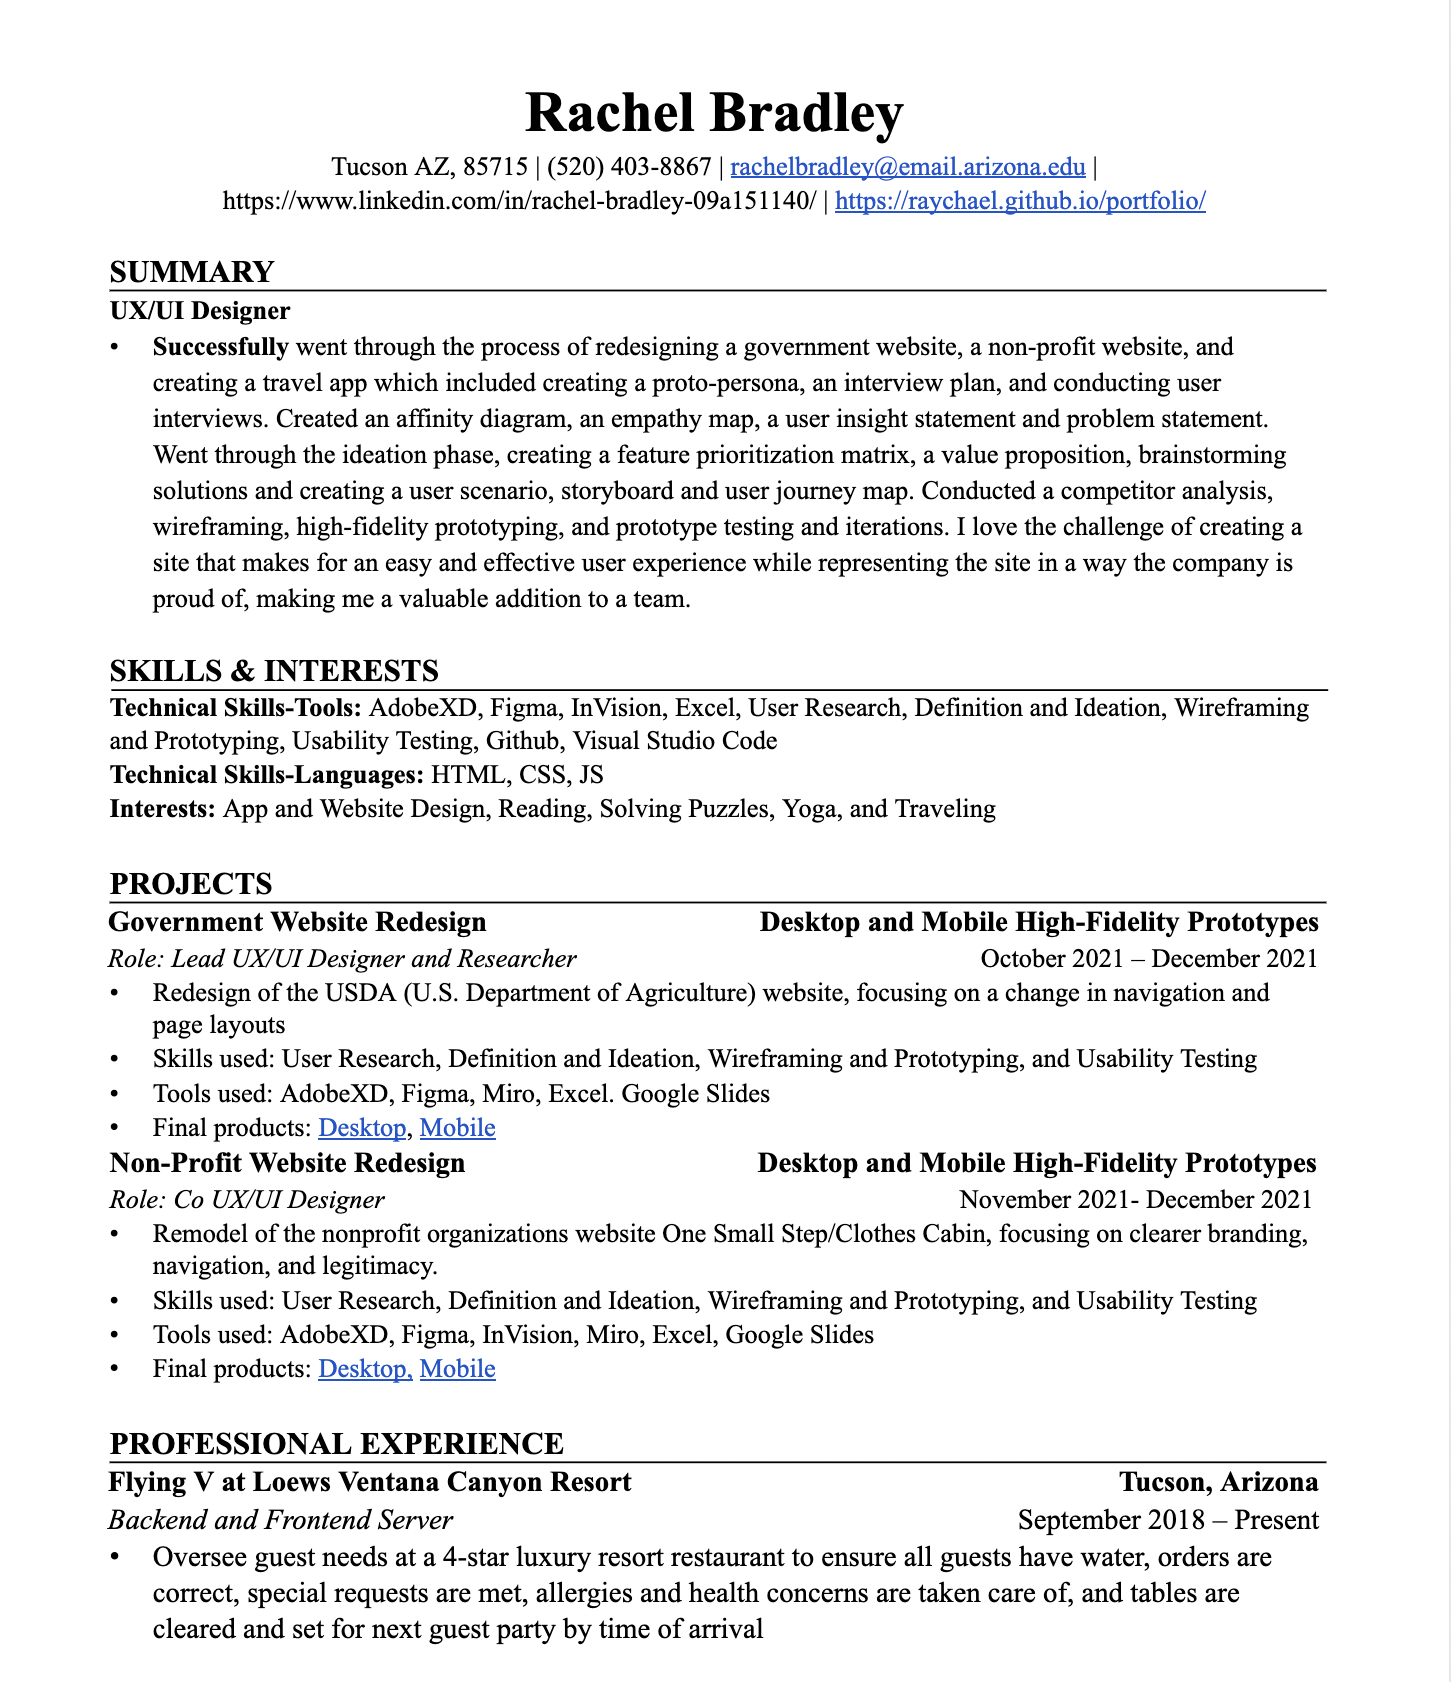 Rachel Bradley
Tucson AZ, 85715 | (520) 403-8867 | rachelbradley@email.arizona.edu |
https://www.linkedin.com/in/rachel-bradley-09a151140/ | https://raychael.github.io/portfolio/
SUMMARY
UX/UI Designer
• Successfully went through the process of redesigning a government website, a non-profit website, and
creating a travel app which included creating a proto-persona, an interview plan, and conducting user
interviews. Created an affinity diagram, an empathy map, a user insight statement and problem statement.
Went through the ideation phase, creating a feature prioritization matrix, a value proposition, brainstorming
solutions and creating a user scenario, storyboard and user journey map. Conducted a competitor analysis,
wireframing, high-fidelity prototyping, and prototype testing and iterations. I love the challenge of creating a
site that makes for an easy and effective user experience while representing the site in a way the company is
proud of, making me a valuable addition to a team.
SKILLS & INTERESTS
Technical Skills-Tools: AdobeXD, Figma, InVision, Excel, User Research, Definition and Ideation, Wireframing
and Prototyping, Usability Testing, Github, Visual Studio Code
Technical Skills-Languages: HTML, CSS, JS
Interests: App and Website Design, Reading, Solving Puzzles, Yoga, and Traveling
PROJECTS
Government Website Redesign Desktop and Mobile High-Fidelity Prototypes
Role: Lead UX/UI Designer and Researcher October 2021 – December 2021
• Redesign of the USDA (U.S. Department of Agriculture) website, focusing on a change in navigation and
page layouts
• Skills used: User Research, Definition and Ideation, Wireframing and Prototyping, and Usability Testing
• Tools used: AdobeXD, Figma, Miro, Excel. Google Slides
• Final products: Desktop, Mobile
Non-Profit Website Redesign Desktop and Mobile High-Fidelity Prototypes
Role: Co UX/UI Designer November 2021- December 2021
• Remodel of the nonprofit organizations website One Small Step/Clothes Cabin, focusing on clearer branding,
navigation, and legitimacy.
• Skills used: User Research, Definition and Ideation, Wireframing and Prototyping, and Usability Testing
• Tools used: AdobeXD, Figma, InVision, Miro, Excel, Google Slides
• Final products: Desktop, Mobile
PROFESSIONAL EXPERIENCE
Flying V at Loews Ventana Canyon Resort Tucson, Arizona
Backend and Frontend Server September 2018 – Present
• Oversee guest needs at a 4-star luxury resort restaurant to ensure all guests have water, orders are
correct, special requests are met, allergies and health concerns are taken care of, and tables are
cleared and set for next guest party by time of arrival